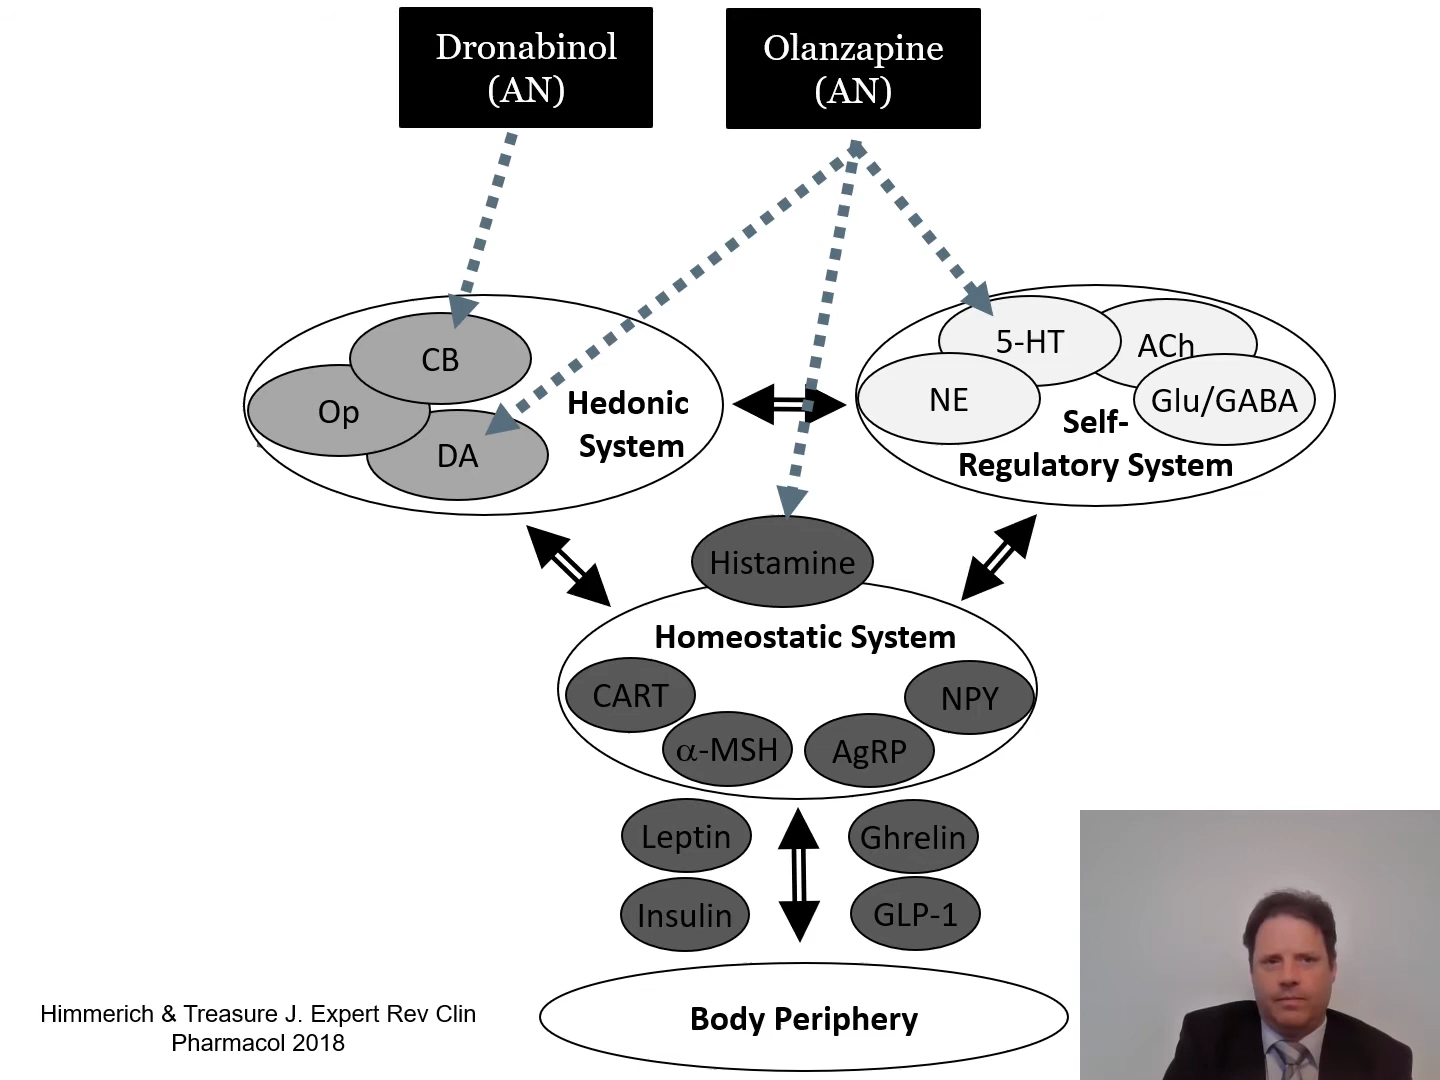 Dronabinol
(AN)
Olanzapine
(AN)
CB
Op
DA
Hedonic
System
5-HT
ACh
NE
Glu/GABA
Self-
Regulatory System
Histamine
Homeostatic System
CART
α-MSH
AgRP
NPY
Leptin
Ghrelin
Insulin
GLP-1
Body Periphery
Himmerich & Treasure J. Expert Rev Clin
Pharmacol 2018